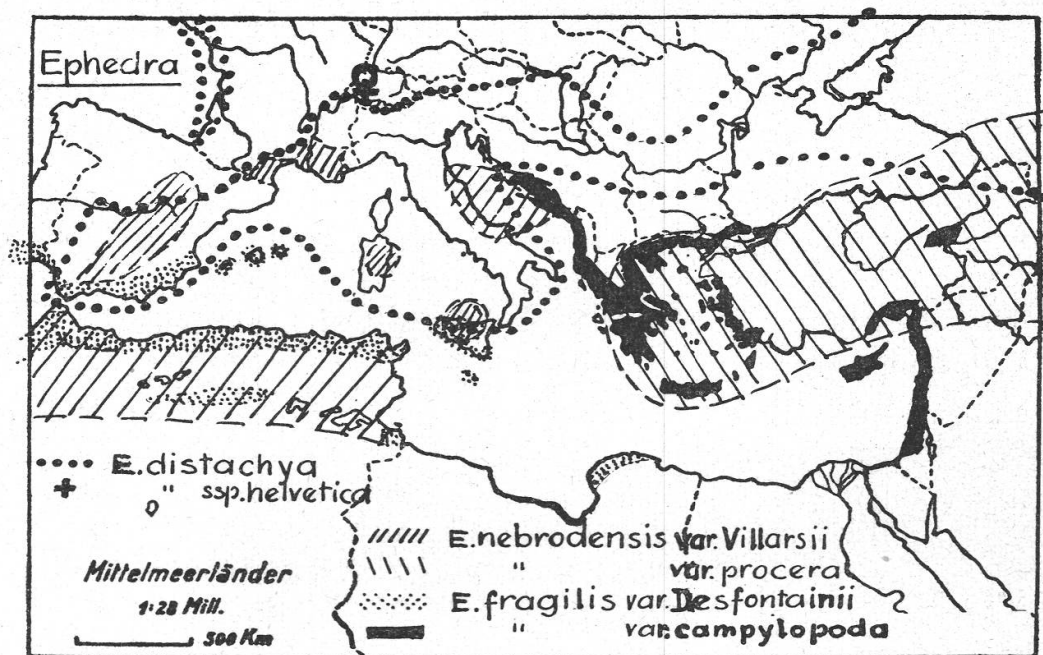 Ephedra
E. distachya
" ssp. helvetica
E. nebrodensis var. Villarsii
" var. procera
E. fragilis var. Desfontainii
" var. campylopoda
Mittelmeerländer
1:28 Mill.
500 Km